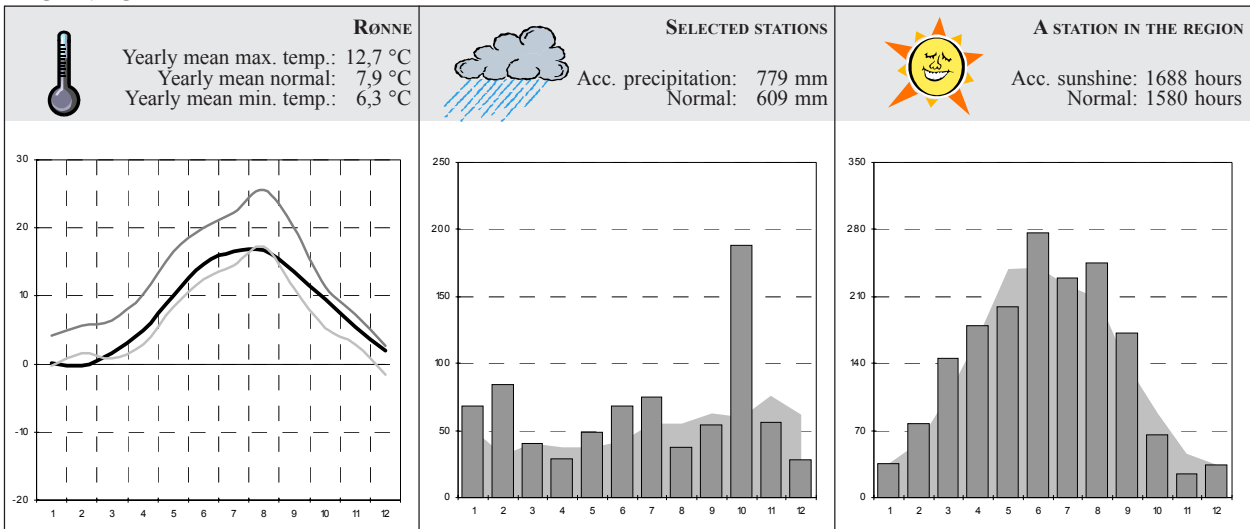 RØNNE
Yearly mean max. temp.: 12,7 °C
Yearly mean normal: 7,9 °C
Yearly mean min. temp.: 6,3 °C
30
20
10
0
-10
-20
1 2 3 4 5 6 7 8 9 10 11 12
SELECTED STATIONS
Acc. precipitation: 779 mm
Normal: 609 mm
250
200
150
100
50
0
1 2 3 4 5 6 7 8 9 10 11 12
A STATION IN THE REGION
Acc. sunshine: 1688 hours
Normal: 1580 hours
350
280
210
140
70
0
1 2 3 4 5 6 7 8 9 10 11 12